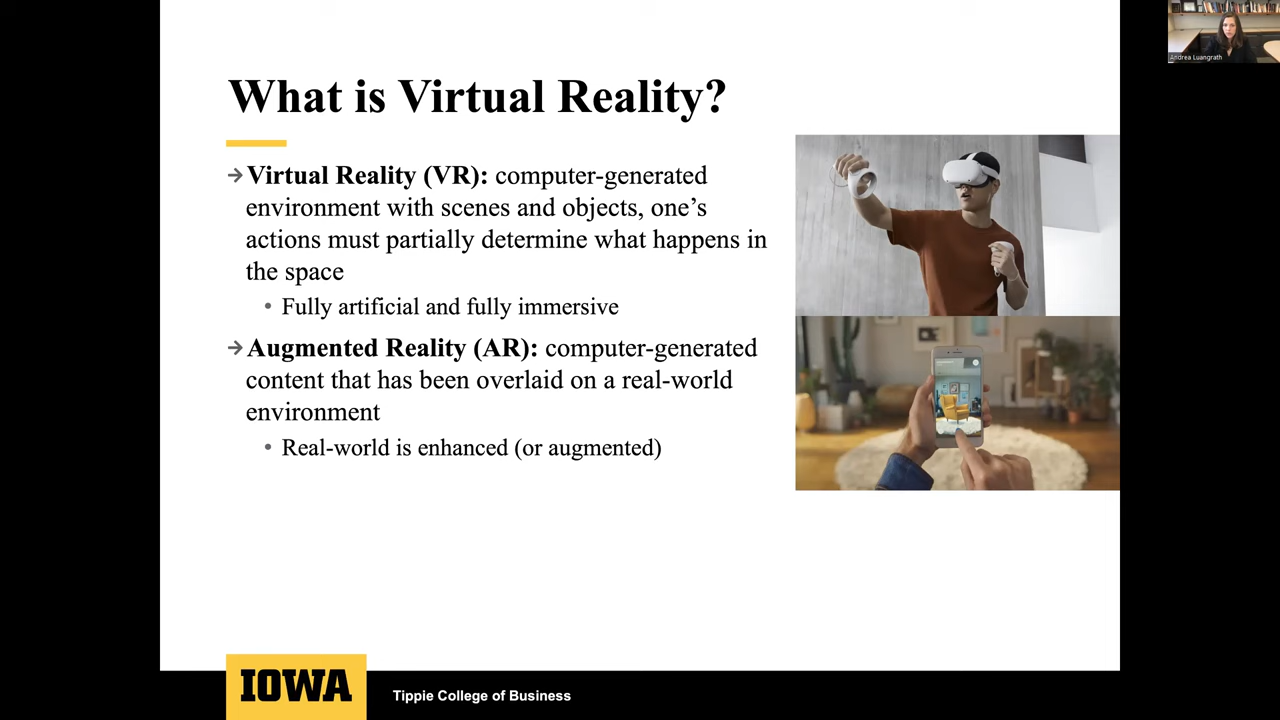 Andrea Luangrath
What is Virtual Reality?
→Virtual Reality (VR): computer-generated
environment with scenes and objects, one’s
actions must partially determine what happens in
the space
• Fully artificial and fully immersive
→Augmented Reality (AR): computer-generated
content that has been overlaid on a real-world
environment
• Real-world is enhanced (or augmented)
IOWA
Tippie College of Business